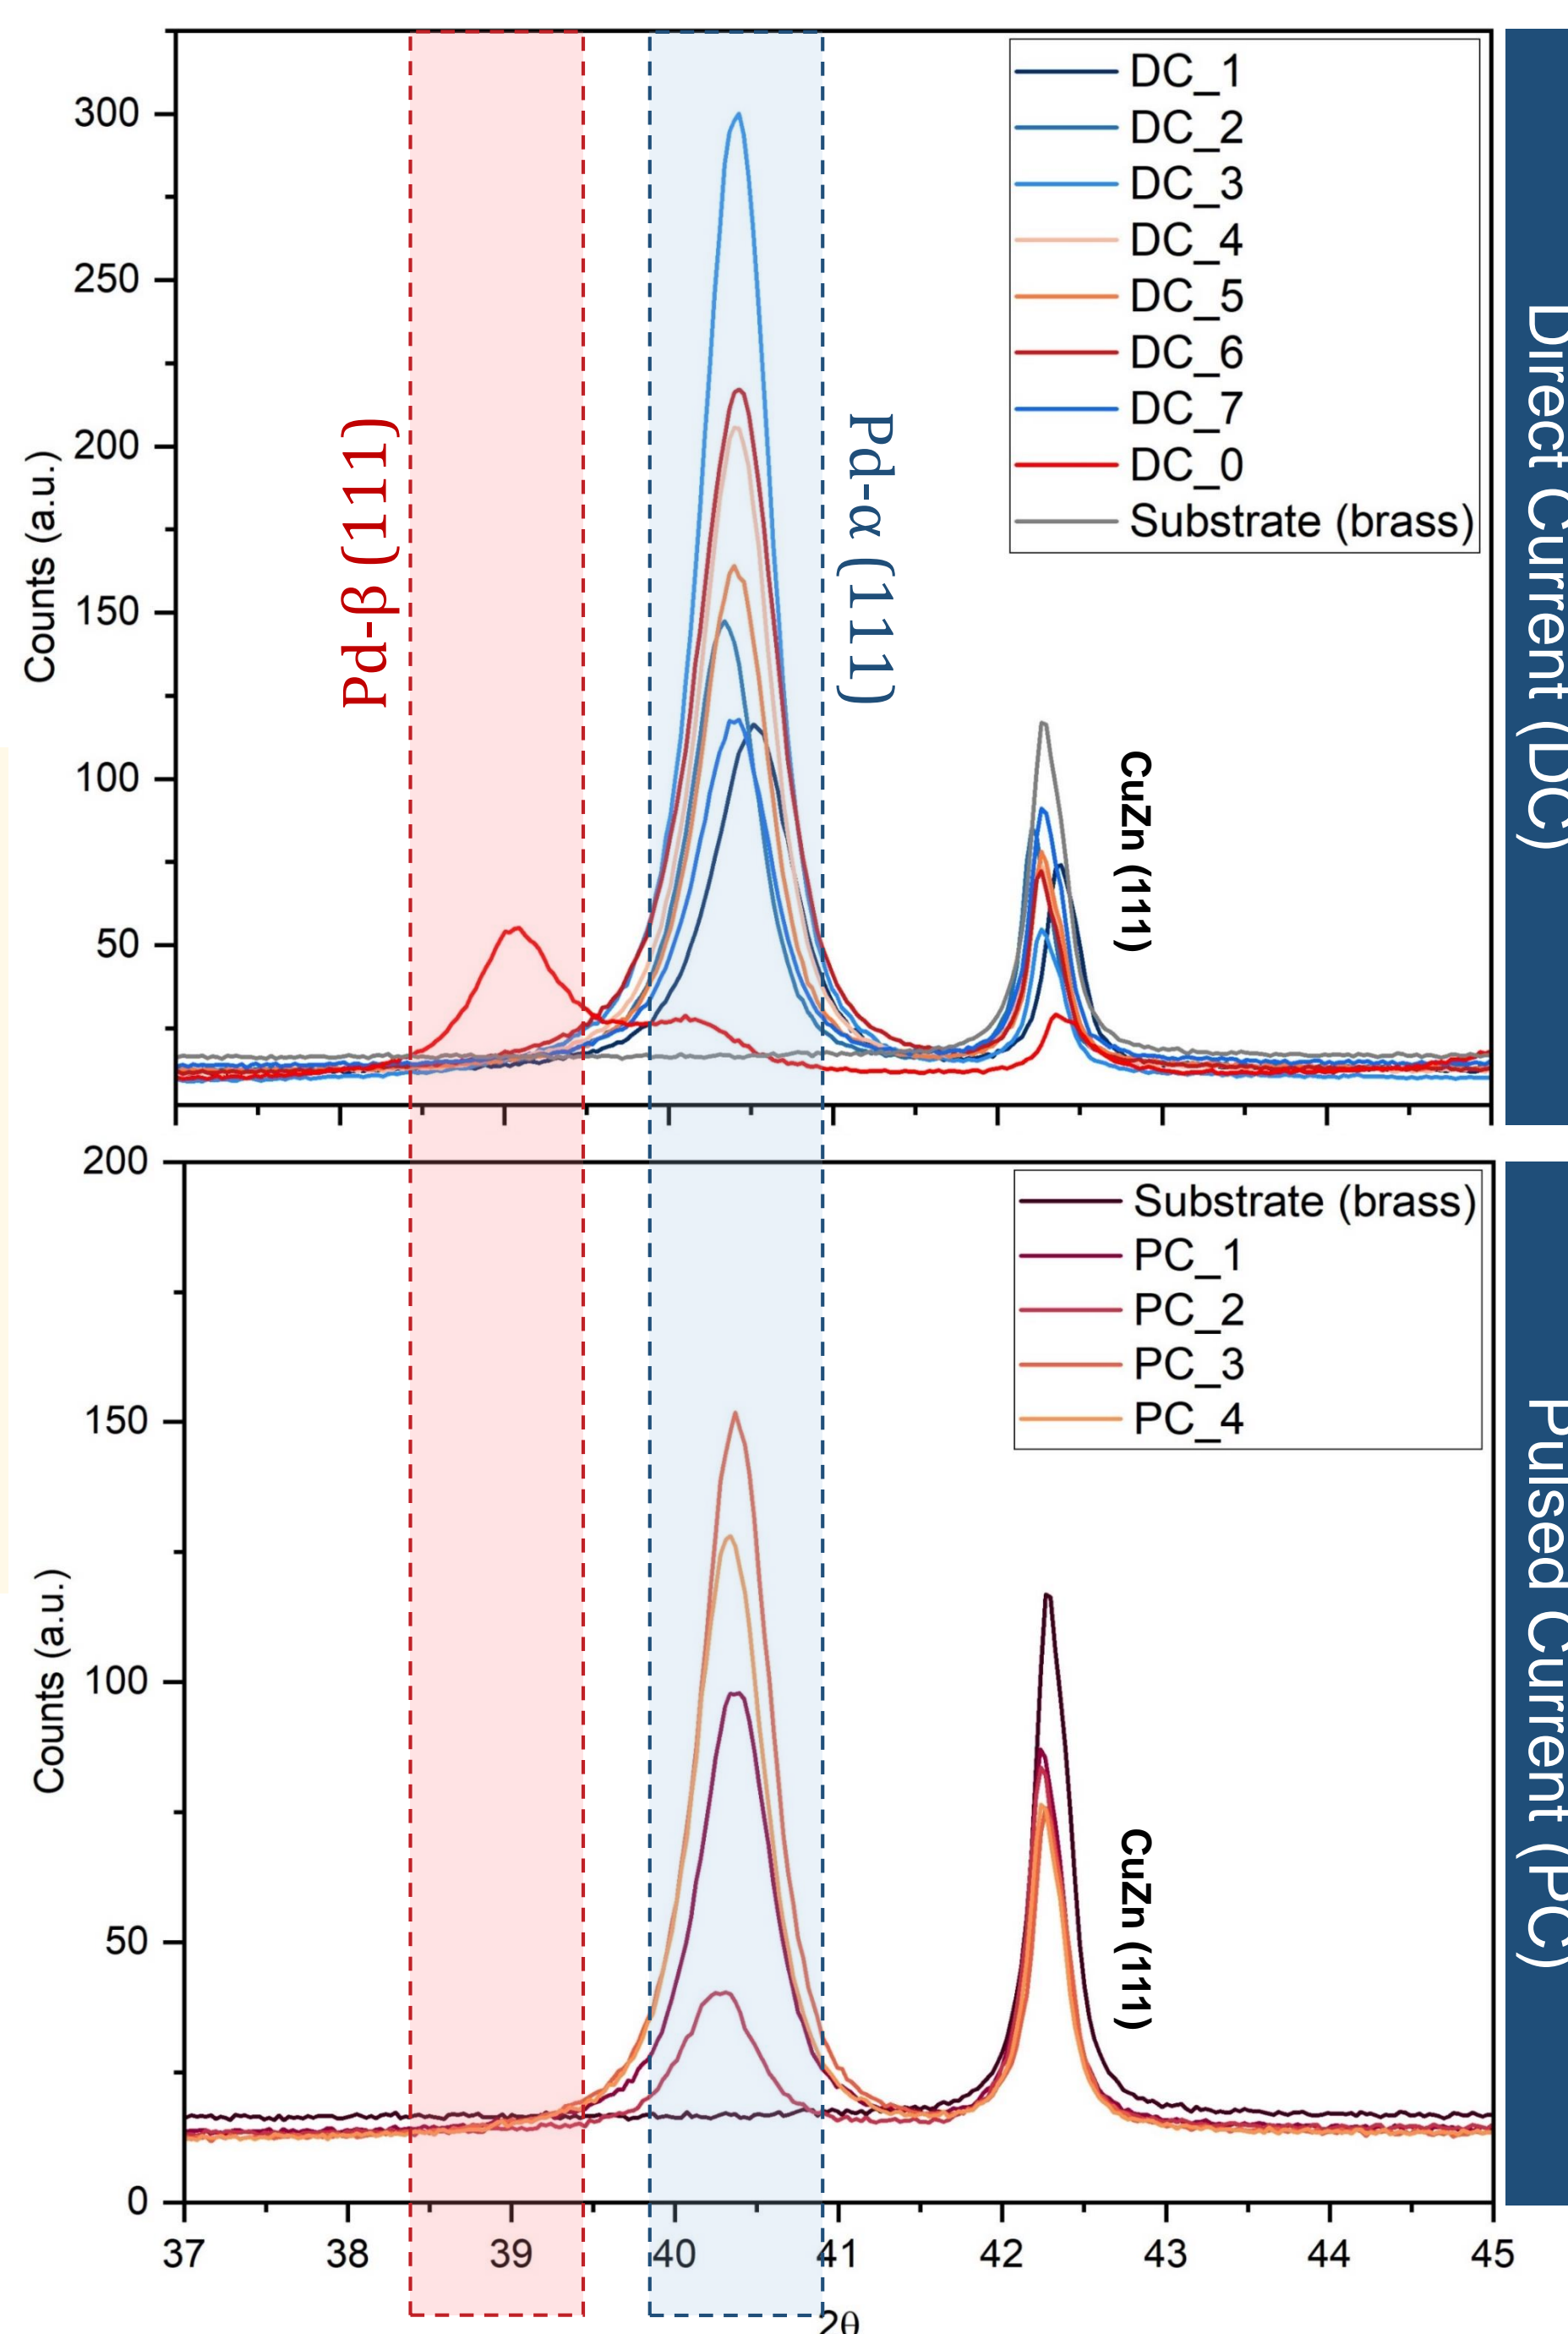 300
250
200
150
100
50
Counts (a.u.)
Pd-β (111)
Pd-α (111)
CuZn (111)
DC_1
DC_2
DC_3
DC_4
DC_5
DC_6
DC_7
DC_0
Substrate (brass)
Direct Current (DC)
200
150
100
50
0
Counts (a.u.)
Substrate (brass)
PC_1
PC_2
PC_3
PC_4
CuZn (111)
Pulsed Current (PC)
37 38 39 40 41 42 43 44 45
2θ